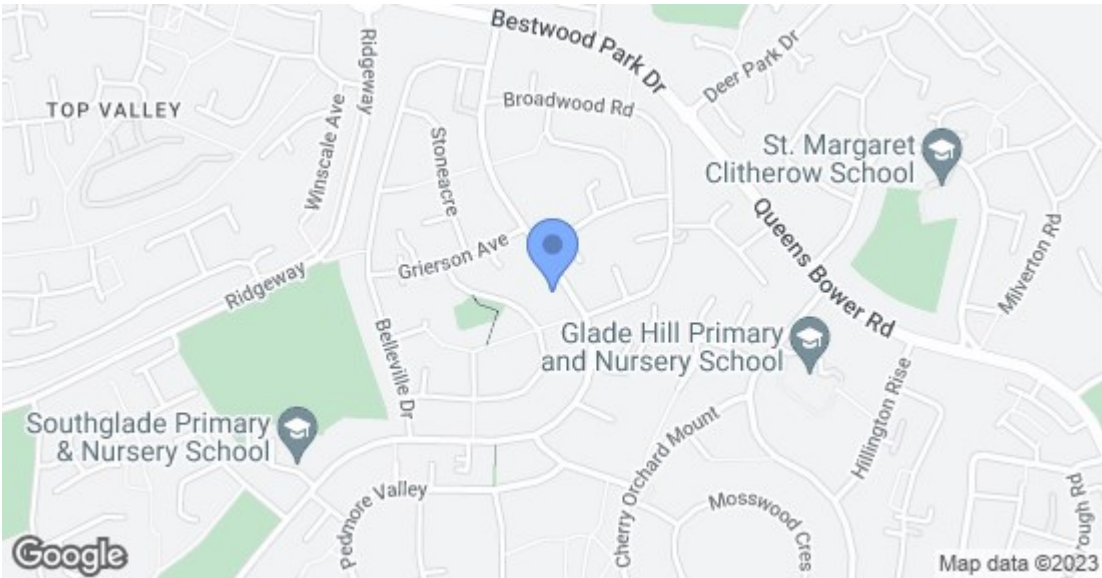 Bestwood Park Dr
Ridgeway
Deer Park Dr
TOP VALLEY
Broadwood Rd
Winscale Ave
Stoneacre
St. Margaret
Clitherow School
Queens Bower Rd
Grierson Ave
Milverton Rd
Ridgeway
Belleville Dr
Glade Hill Primary
and Nursery School
Hillington Rise
Southglade Primary
& Nursery School
Cherry Orchard Mount
Pedmore Valley
Mosswood Cres
ough Rd
Google
Map data ©2023